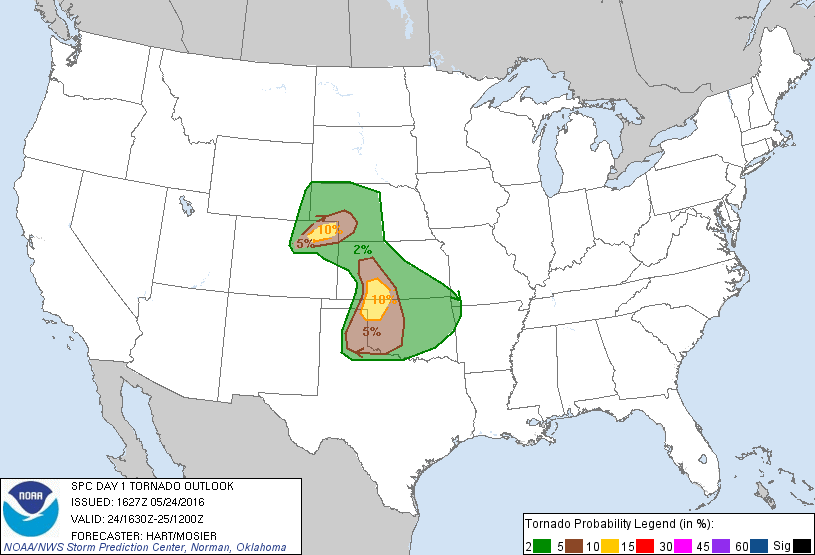 10%
5%
2%
10%
5%
NOAA
SPC DAY 1 TORNADO OUTLOOK
ISSUED: 1627Z 05/24/2016
VALID: 24/1630Z-25/1200Z
FORECASTER: HART/MOSIER
NOAA/NWS Storm Prediction Center, Norman, Oklahoma
Tornado Probability Legend (in %):
2 5 10 15 30 45 60 Sig